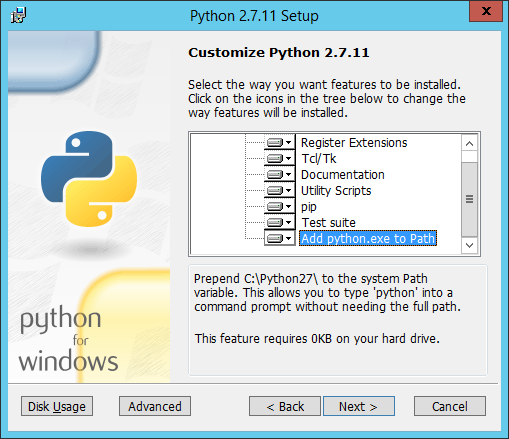 Python 2.7.11 Setup
x
Customize Python 2.7.11
Select the way you want features to be installed.
Click on the icons in the tree below to change the
way features will be installed.
Register Extensions
Tcl/Tk
Documentation
Utility Scripts
pip
Test suite
Add python.exe to Path
Prepend C:\Python27\ to the system Path
variable. This allows you to type 'python' into a
command prompt without needing the full path.
This feature requires 0KB on your hard drive.
python
for
windows
Disk Usage
Advanced
< Back
Next >
Cancel